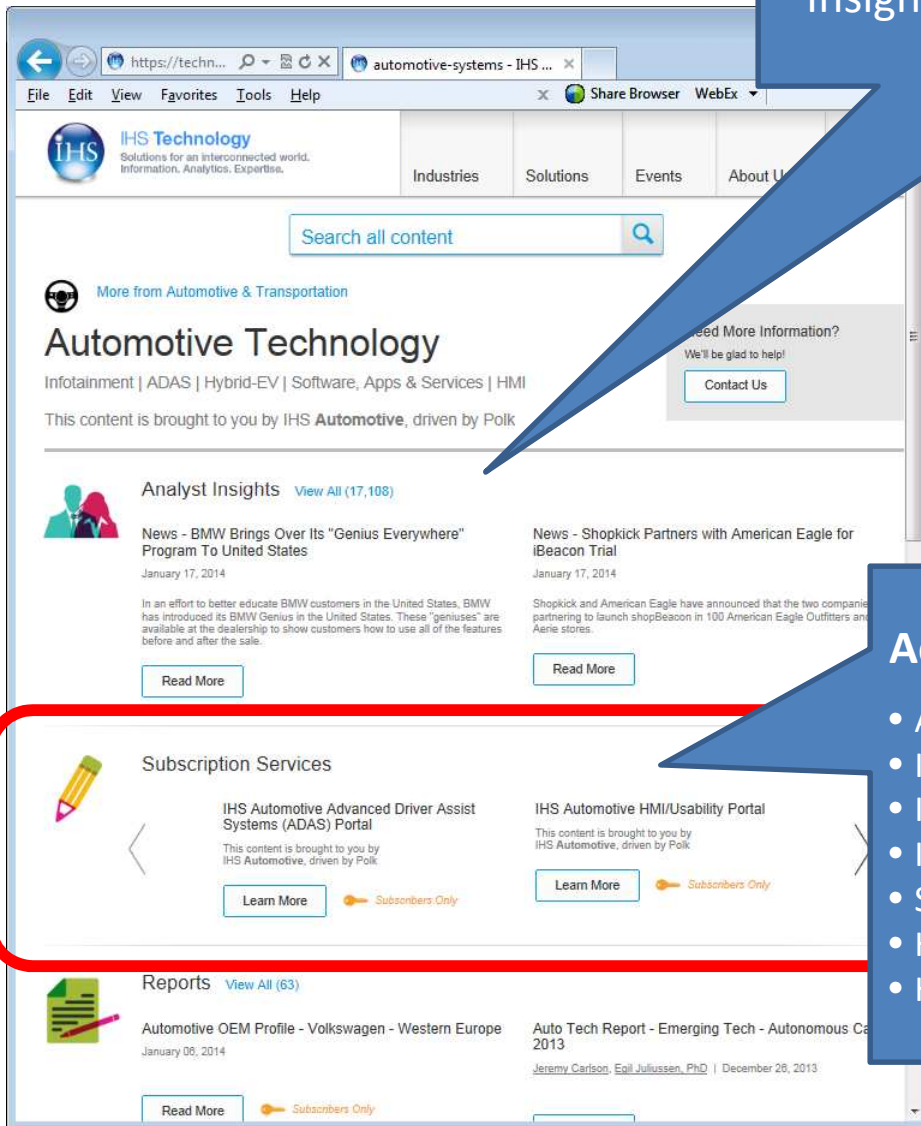 https://techn...
automotive-systems - IHS ...
File Edit View Favorites Tools Help
x Share Browser WebEx
IHS
IHS Technology
Solutions for an interconnected world.
Information. Analytics. Expertise.
Industries Solutions Events About
Search all content
More from Automotive & Transportation
Automotive Technology
Infotainment | ADAS | Hybrid-EV | Software, Apps & Services | HMI
This content is brought to you by IHS Automotive, driven by Polk
More Information?
We'll be glad to help!
Contact Us
Analyst Insights View All (17,108)
News - BMW Brings Over Its "Genius Everywhere"
Program To United States
January 17, 2014
In an effort to better educate BMW customers in the United States, BMW
has introduced its BMW Genius in the United States. These "geniuses" are
available at the dealership to show customers how to use all of the features
before and after the sale.
Read More
News - Shopkick Partners with American Eagle for
iBeacon Trial
January 17, 2014
Shopkick and American Eagle have announced that the two
partnering to launch shopBeacon in 100 American Eagle Outfitters
Aerie stores.
Read More
Subscription Services
IHS Automotive Advanced Driver Assist
Systems (ADAS) Portal
This content is brought to you by
IHS Automotive, driven by Polk
Learn More Subscribers Only
IHS Automotive HMI/Usability Portal
This content is brought to you by
IHS Automotive, driven by Polk
Learn More Subscribers Only
Reports View All (63)
Automotive OEM Profile - Volkswagen - Western Europe
January 06, 2014
Read More Subscribers Only
Auto Tech Report - Emerging Tech - Autonomous
2013
Jeremy Carlson, Egil Juliussen, PhD | December 26, 2013